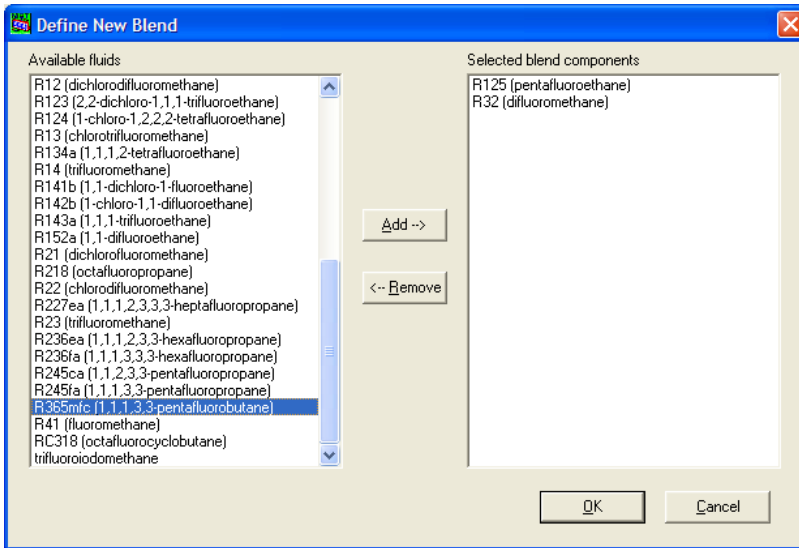 Define New Blend
Available fluids
R12 (dichlorodifluoromethane)
R123 (2,2-dichloro-1,1,1-trifluoroethane)
R124 (1-chloro-1,2,2,2-tetrafluoroethane)
R13 (chlorotrifluoromethane)
R134a (1,1,1,2-tetrafluoroethane)
R14 (trifluoromethane)
R141b (1,1-dichloro-1-fluoroethane)
R142b (1-chloro-1,1-difluoroethane)
R143a (1,1,1-trifluoroethane)
R152a (1,1-difluoroethane)
R21 (dichlorofluoromethane)
R218 (octafluoropropane)
R22 (chlorodifluoromethane)
R227ea (1,1,1,2,3,3,3-heptafluoropropane)
R23 (trifluoromethane)
R236ea (1,1,1,2,3,3-hexafluoropropane)
R236fa (1,1,1,3,3,3-hexafluoropropane)
R245ca (1,1,2,3,3-pentafluoropropane)
R245fa (1,1,1,3,3-pentafluoropropane)
R365mfc (1,1,1,3,3-pentafluorobutane)
R41 (fluoromethane)
RC318 (octafluorocyclobutane)
trifluoroiodomethane
Add -->
<-- Remove
Selected blend components
R125 (pentafluoroethane)
R32 (difluoromethane)
OK
Cancel